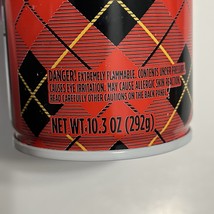 DANGER! EXTREMELY FLAMMABLE. CONTENTS UNDER PRESSURE.
CAUSES EYE IRRITATION. MAY CAUSE ALLERGIC SKIN REACTION.
READ CAREFULLY OTHER CAUTIONS ON THE BACK PANEL.
NET WT 10.3 OZ (292g)